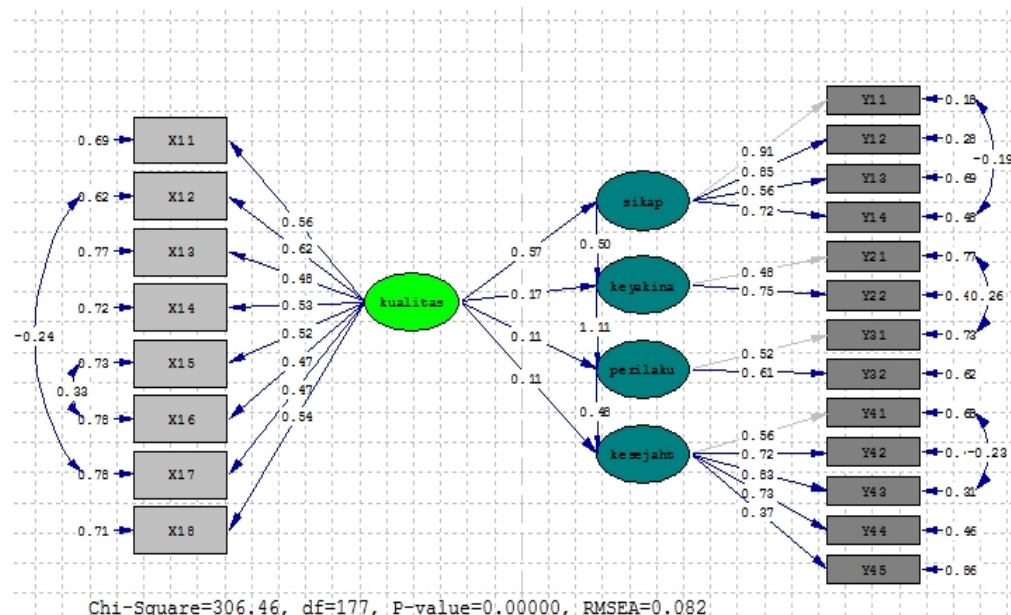 0.69 X11
0.62 X12
0.77 X13
0.72 X14
0.73 X15
0.78 X16
0.78 X17
0.71 X18
-0.24
0.33
0.56
0.62
0.48
0.53
0.52
0.47
0.47
0.54
kualitas
0.57
0.17
0.11
0.11
sikap
0.50
keyakina
1.11
perilaku
0.48
kesejaht
0.91
0.85
0.56
0.72
0.48
0.75
0.52
0.61
0.56
0.72
0.83
0.73
0.37
Y11 0.18
Y12 0.28
Y13 0.69
Y14 0.48
Y21 0.77
Y22
Y31 0.73
Y32 0.62
Y41 0.68
Y42
Y43 0.31
Y44 0.46
Y45 0.86
-0.19
0.26
-0.23
Chi-Square=306.46, df=177, P-value=0.00000, RMSEA=0.082